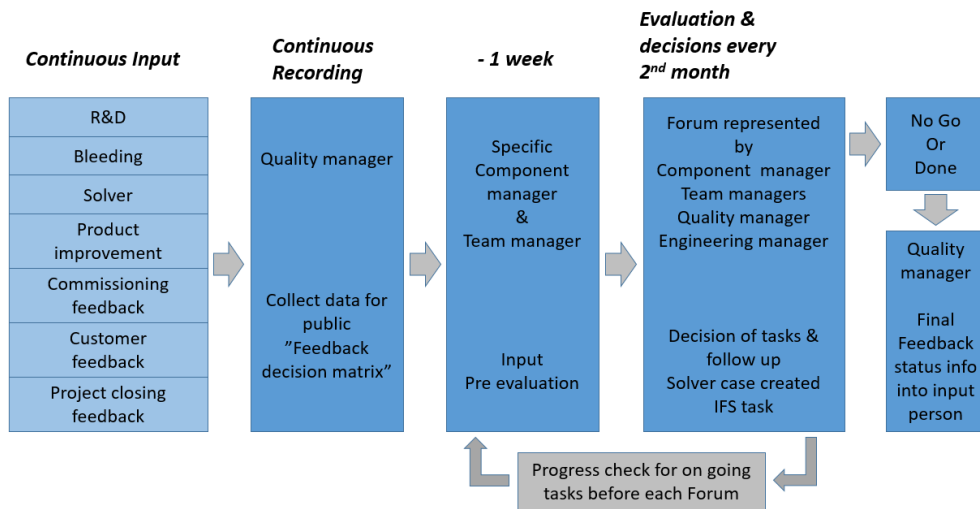 Continuous Input
R&D
Bleeding
Solver
Product
improvement
Commissioning
feedback
Customer
feedback
Project closing
feedback
Continuous
Recording
Quality manager
Collect data for
public
”Feedback
decision matrix”
- 1 week
Specific
Component
manager
&
Team manager
Input
Pre evaluation
Evaluation &
decisions every
2nd month
Forum represented
by
Component  manager
Team managers
Quality manager
Engineering manager
Decision of tasks &
follow up
Solver case created
IFS task
No Go
Or
Done
Quality
manager
Final
Feedback
status info
into input
person
Progress check for on going
tasks before each Forum